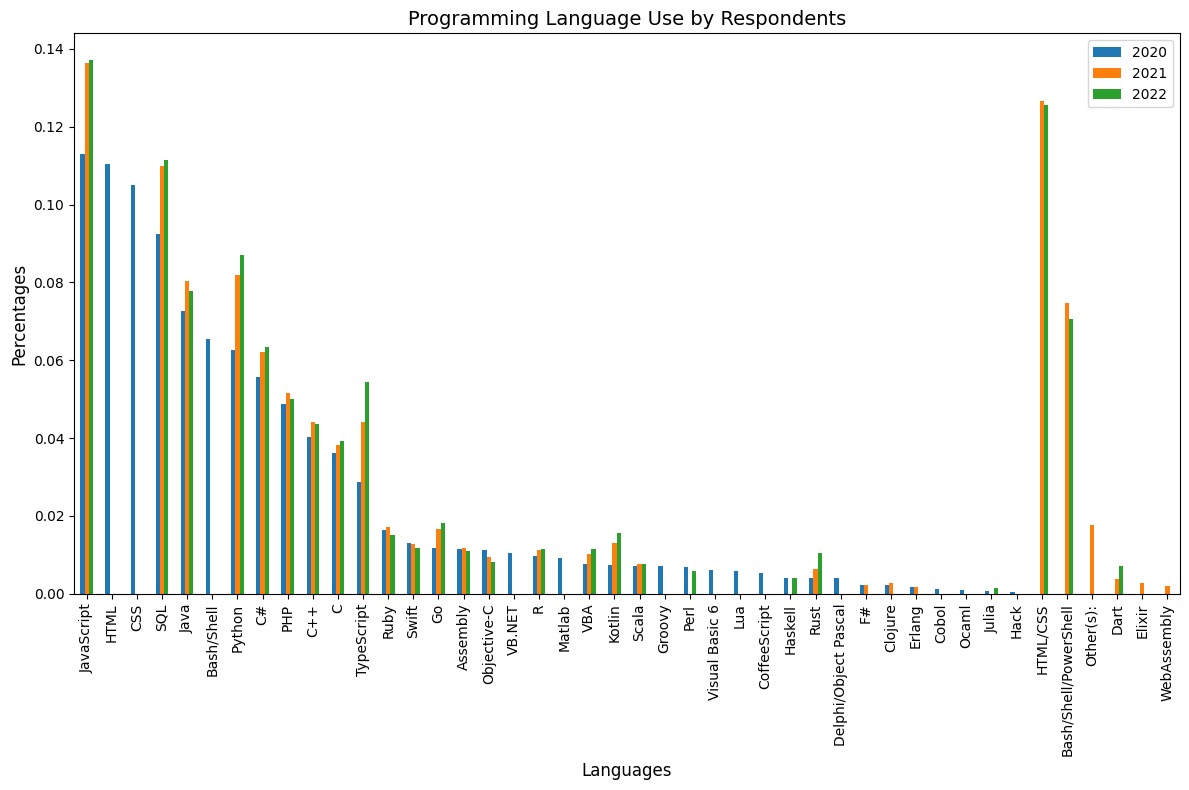 Programming Language Use by Respondents
2020
2021
2022
Percentages
0.14
0.12
0.10
0.08
0.06
0.04
0.02
0.00
JavaScript
HTML
CSS
SQL
Java
Bash/Shell
Python
C#
PHP
C++
C
TypeScript
Ruby
Swift
Go
Assembly
Objective-C
VB.NET
R
Matlab
VBA
Kotlin
Scala
Groovy
Perl
Visual Basic 6
Lua
CoffeeScript
Haskell
Rust
Delphi/Object Pascal
F#
Clojure
Erlang
Cobol
Ocaml
Julia
Hack
HTML/CSS
Bash/Shell/PowerShell
Other(s):
Dart
Elixir
WebAssembly
Languages